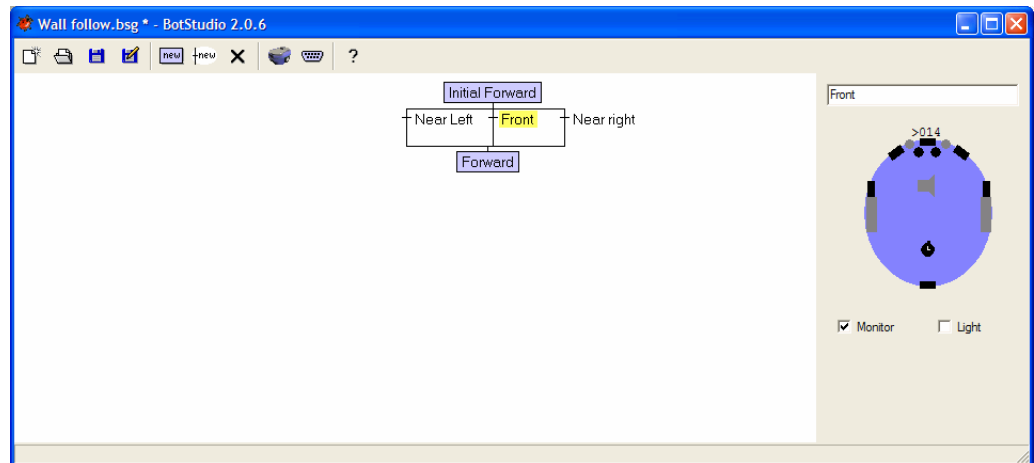 Wall follow.bsg * - BotStudio 2.0.6
new new ?
Initial Forward
Near Left Front Near right
Forward
Front
>014
Monitor Light